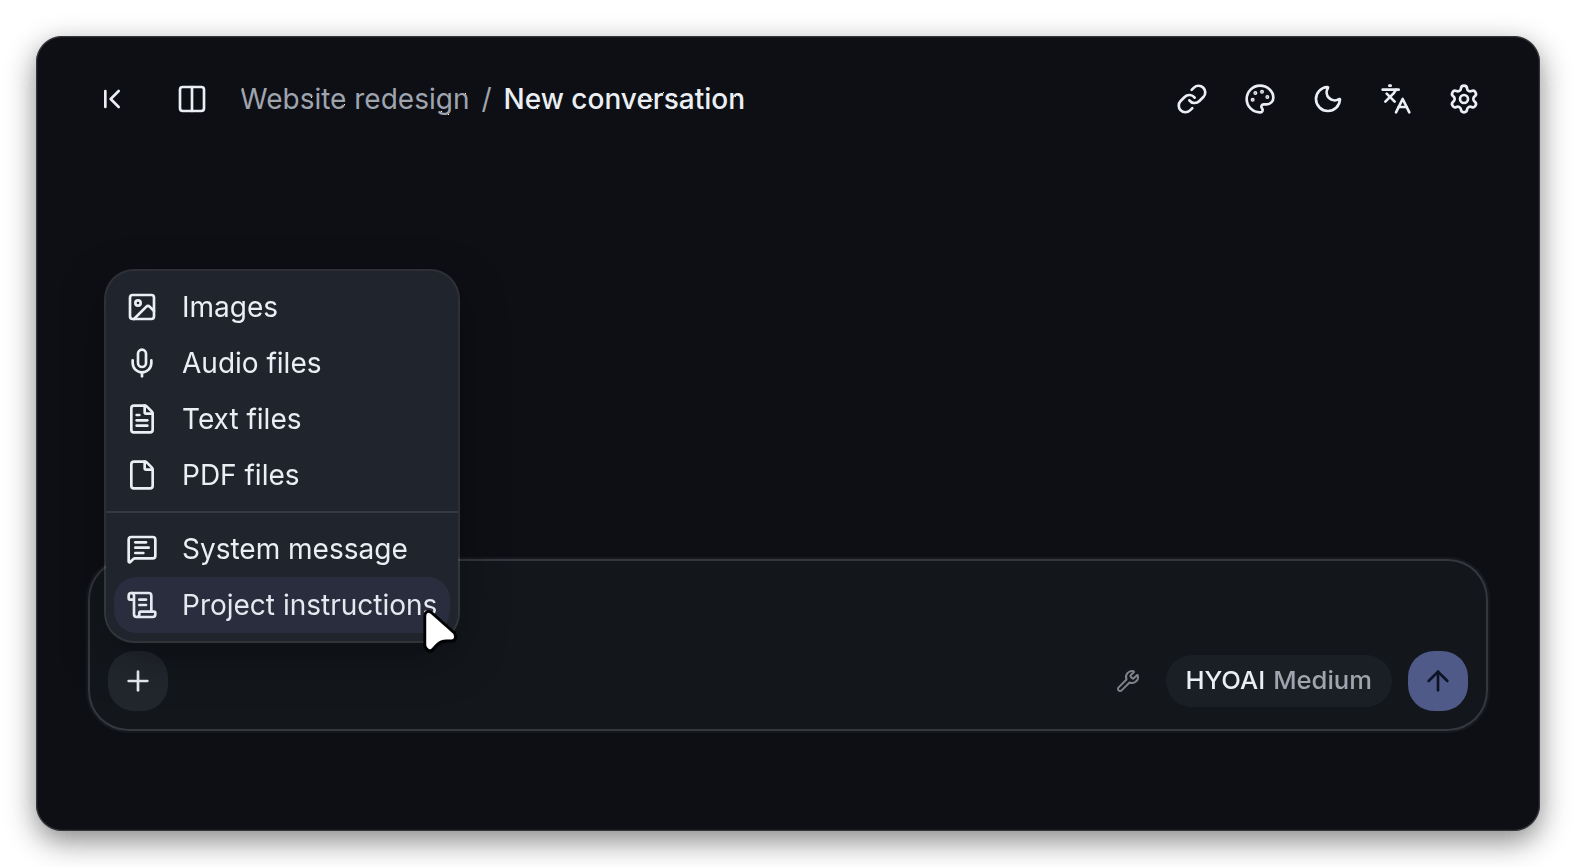 Website redesign / New conversation
Images
Audio files
Text files
PDF files
System message
Project instructions
HYOAI Medium